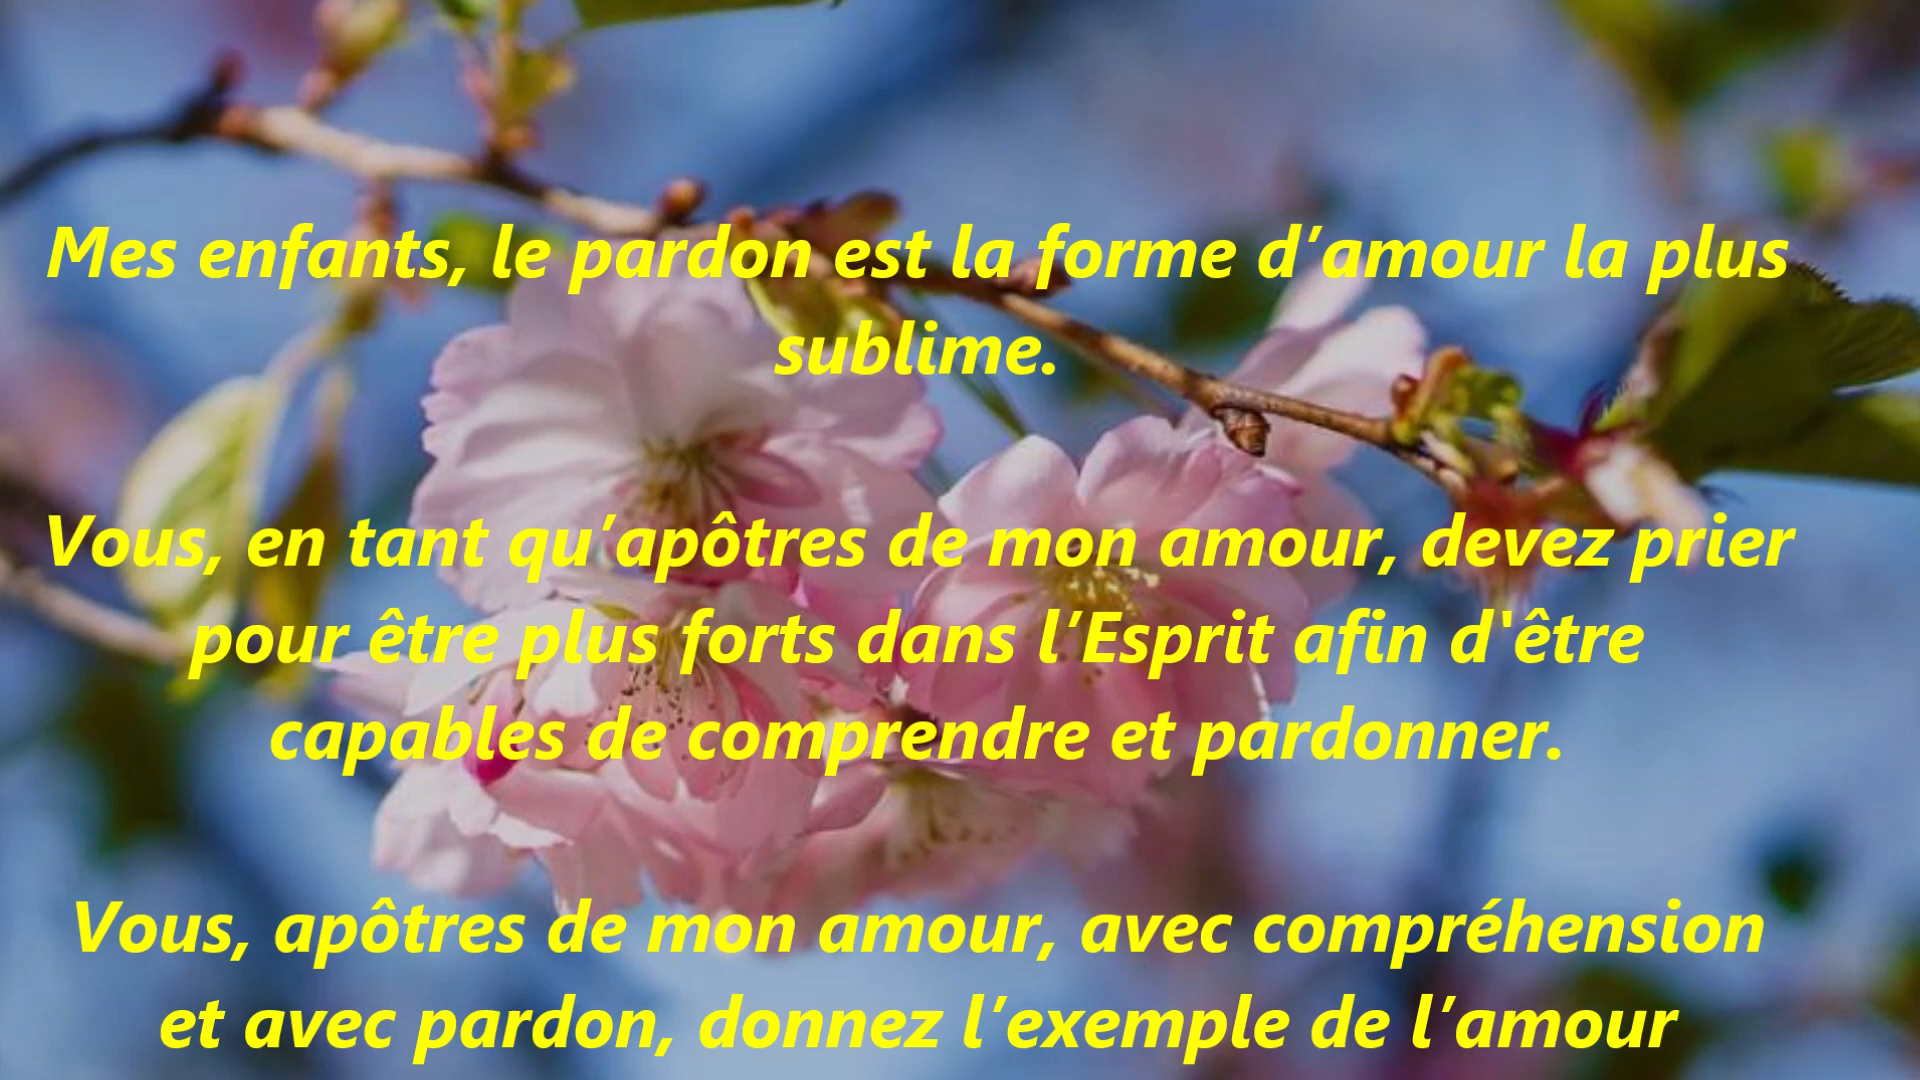 Mes enfants, le pardon est la forme d’amour la plus
sublime.
Vous, en tant qu’apôtres de mon amour, devez prier
pour être plus forts dans l’Esprit afin d'être
capables de comprendre et pardonner.
Vous, apôtres de mon amour, avec compréhension
et avec pardon, donnez l’exemple de l’amour